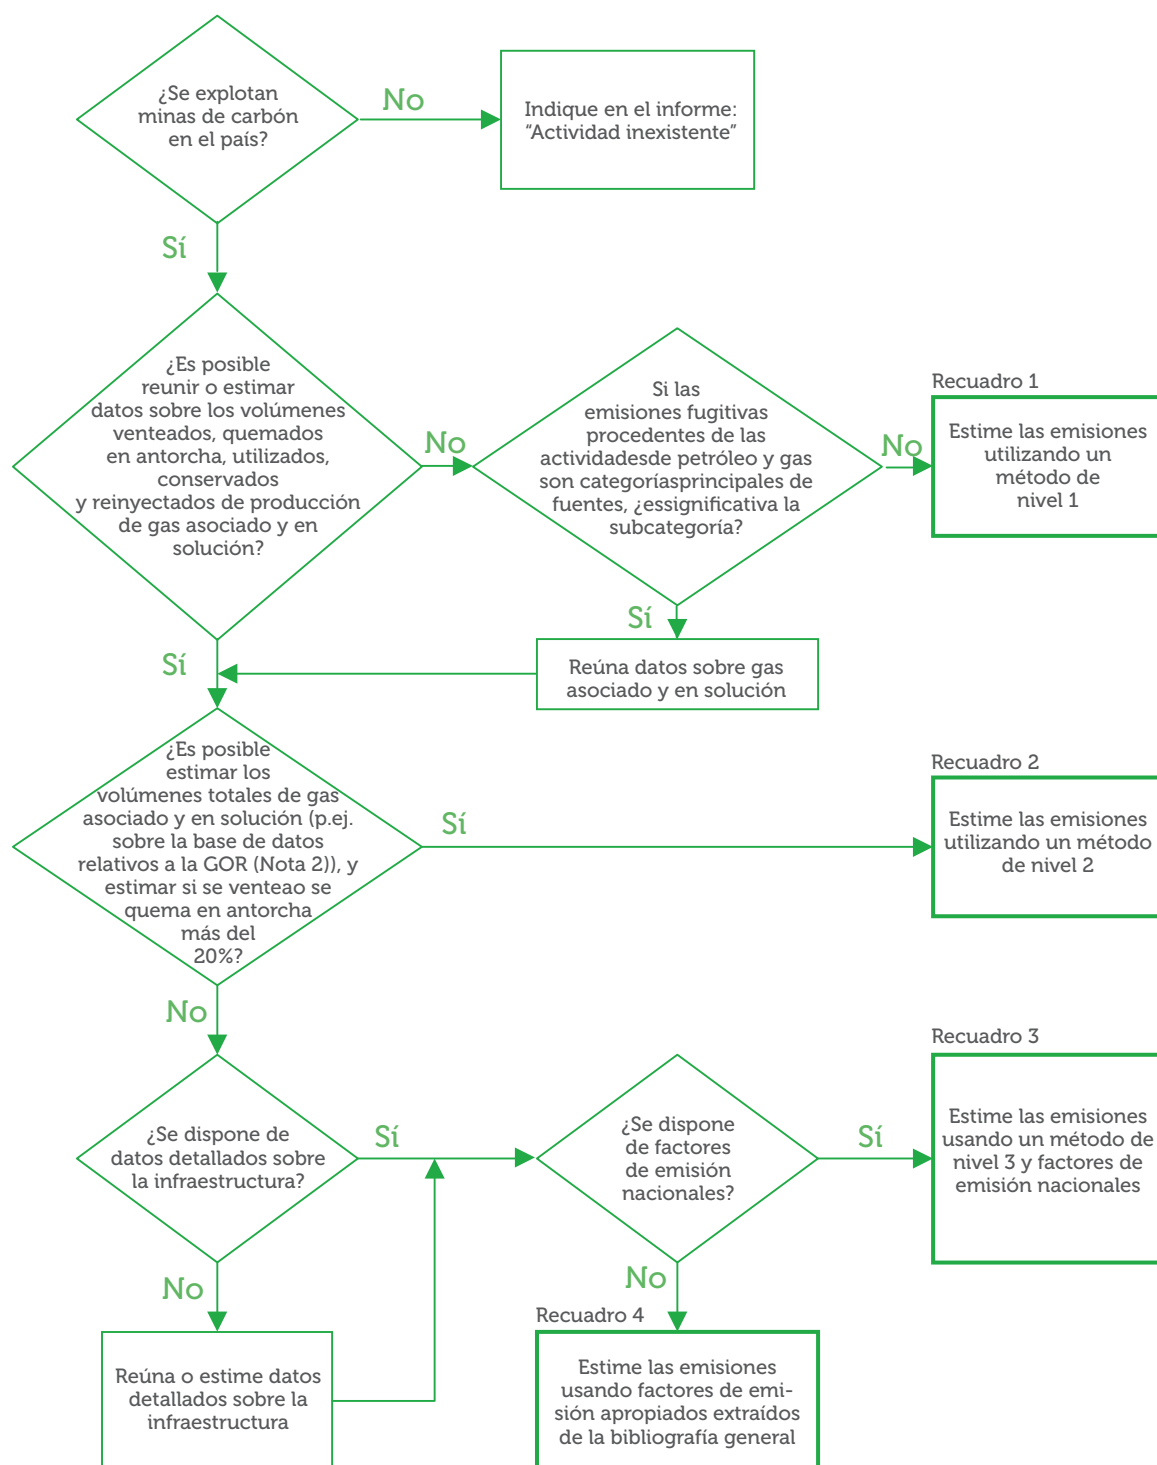 ¿Se explotan
minas de carbón
en el país?
No
Indique en el informe:
“Actividad inexistente”
Sí
¿Es posible
reunir o estimar
datos sobre los volúmenes
venteados, quemados
en antorcha, utilizados,
conservados
y reinyectados de producción
de gas asociado y en
solución?
No
Si las
emisiones fugitivas
procedentes de las
actividadesde petróleo y gas
son categoríasprincipales de
fuentes, ¿essignificativa la
subcategoría?
No
Recuadro 1
Estime las emisiones
utilizando un
método de
nivel 1
Sí
Reúna datos sobre gas
asociado y en solución
Sí
¿Es posible
estimar los
volúmenes totales de gas
asociado y en solución (p.ej.
sobre la base de datos
relativos a la GOR (Nota 2)), y
estimar si se venteao se
quema en antorcha
más del
20%?
Sí
Recuadro 2
Estime las emisiones
utilizando un método
de nivel 2
No
¿Se dispone de
datos detallados sobre
la infraestructura?
Sí
¿Se dispone
de factores
de emisión
nacionales?
Sí
Recuadro 3
Estime las emisiones
usando un método de
nivel 3 y factores de
emisión nacionales
No
Reúna o estime datos
detallados sobre la
infraestructura
No
Recuadro 4
Estime las emisiones
usando factores de emi-
sión apropiados extraídos
de la bibliografía general